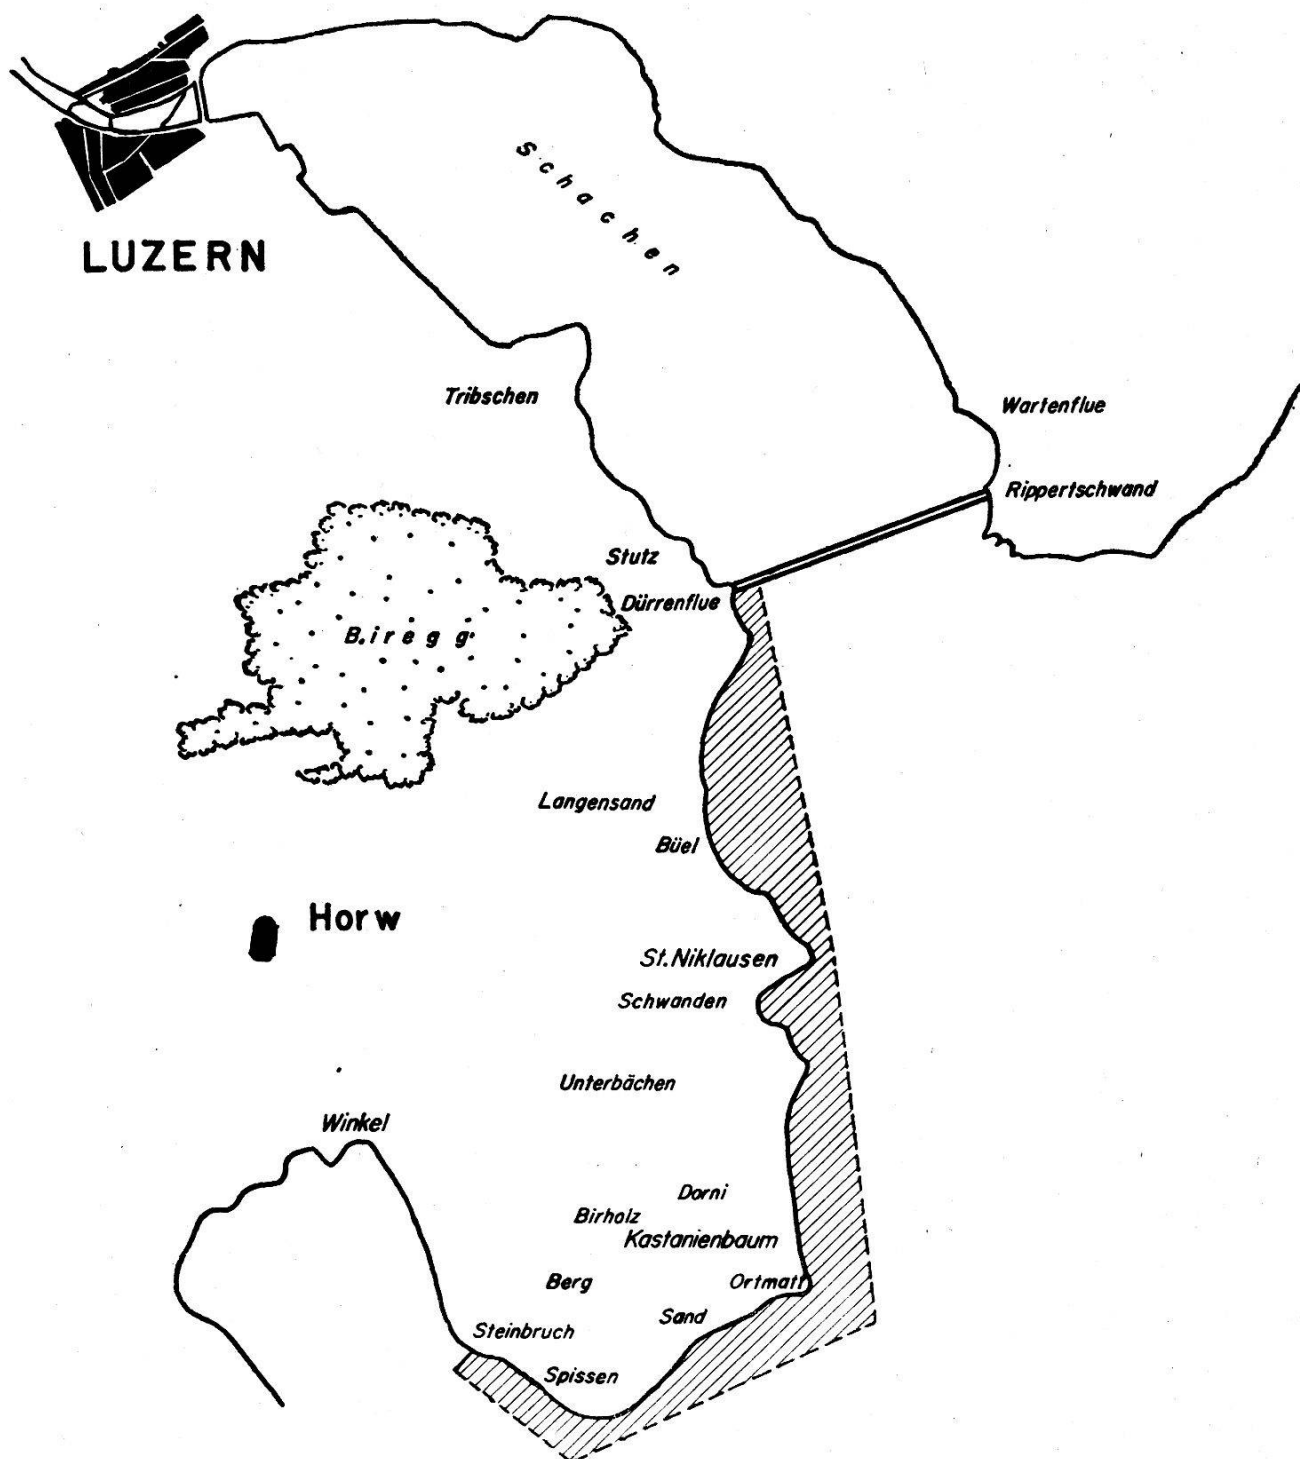 Schachen
LUZERN
Tribschen
Wartenflue
Rippertschwand
Stutz
Dürrenflue
Biregg
Langensand
Büel
Horw
St. Niklausen
Schwanden
Unterbächen
Winkel
Dorni
Birholz
Kastanienbaum
Berg
Ortmatt
Sand
Steinbruch
Spissen